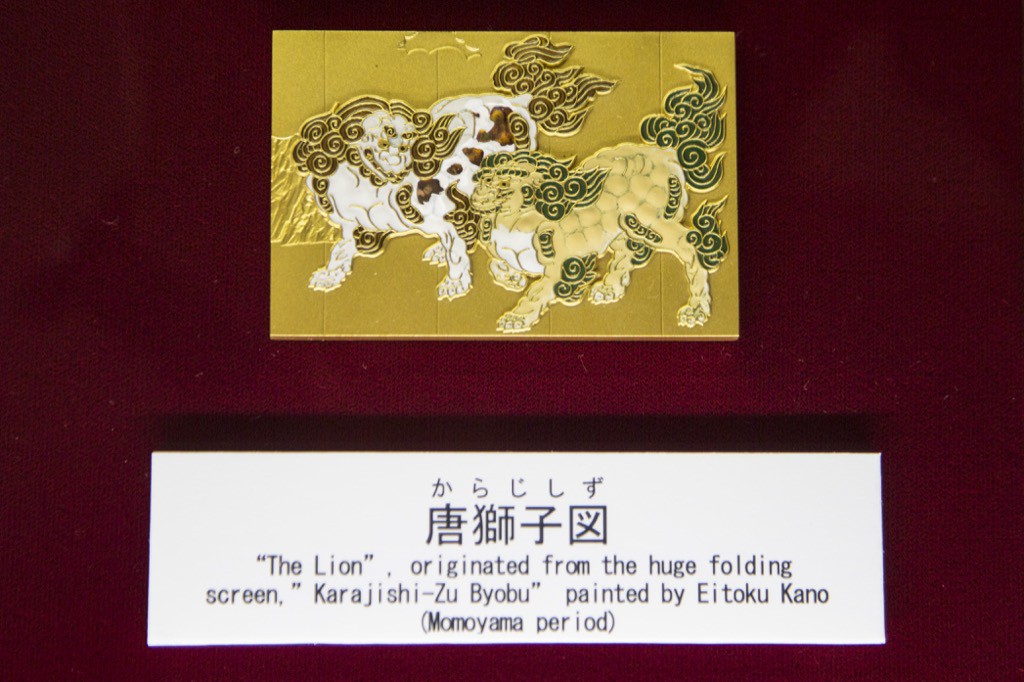 からじしず
唐獅子図
“The Lion”, originated from the huge folding
screen,” Karajishi-Zu Byobu” painted by Eitoku Kano
(Momoyama period)